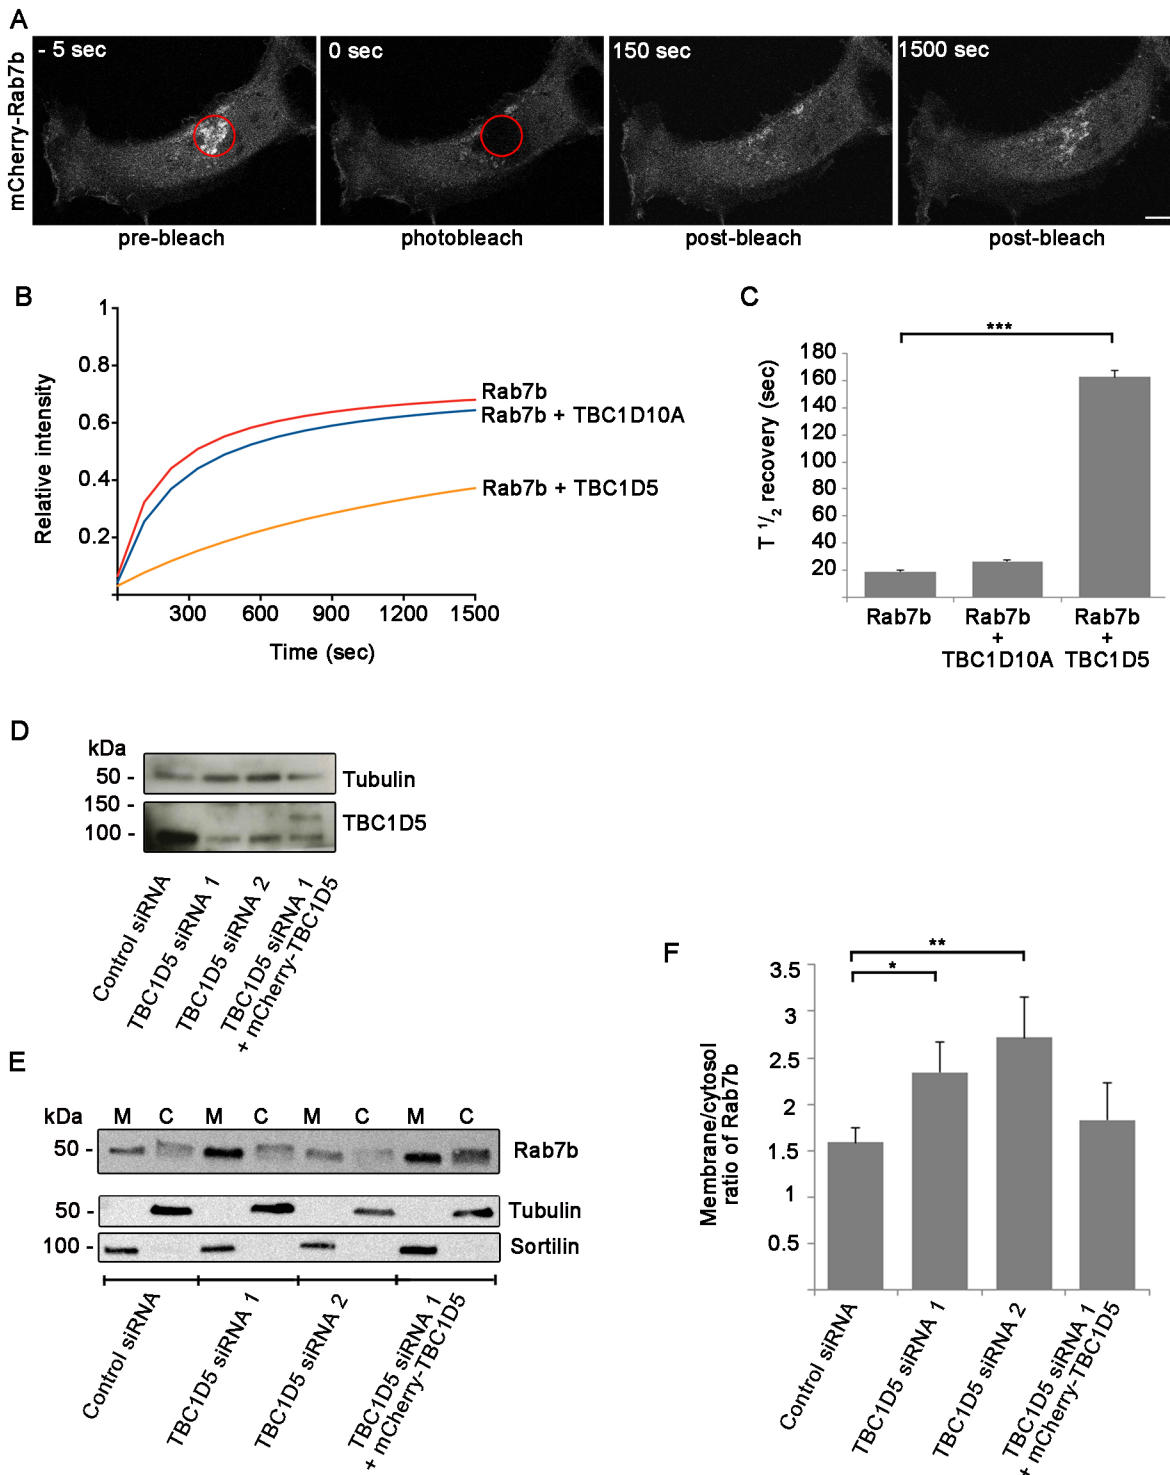 A
mCherry-Rab7b
- 5 sec
0 sec
150 sec
1500 sec
pre-bleach
photobleach
post-bleach
post-bleach
B
Relative intensity
1
0.8
0.6
0.4
0.2
Rab7b
Rab7b + TBC1D10A
Rab7b + TBC1D5
300 600 900 1200 1500
Time (sec)
C
***
T 1/2 recovery (sec)
180
160
140
120
100
80
60
40
20
Rab7b
Rab7b
+
TBC1D10A
Rab7b
+
TBC1D5
D
kDa
50 -
Tubulin
150 -
100 -
TBC1D5
Control siRNA
TBC1D5 siRNA 1
TBC1D5 siRNA 2
TBC1D5 siRNA 1
+ mCherry-TBC1D5
E
kDa M C M C M C M C
50 -
Rab7b
50 -
Tubulin
100 -
Sortilin
Control siRNA
TBC1D5 siRNA 1
TBC1D5 siRNA 2
TBC1D5 siRNA 1
+ mCherry-TBC1D5
F
**
*
Membrane/cytosol
ratio of Rab7b
3.5
3
2.5
2
1.5
1
0.5
Control siRNA
TBC1D5 siRNA 1
TBC1D5 siRNA 2
TBC1D5 siRNA 1
+ mCherry-TBC1D5